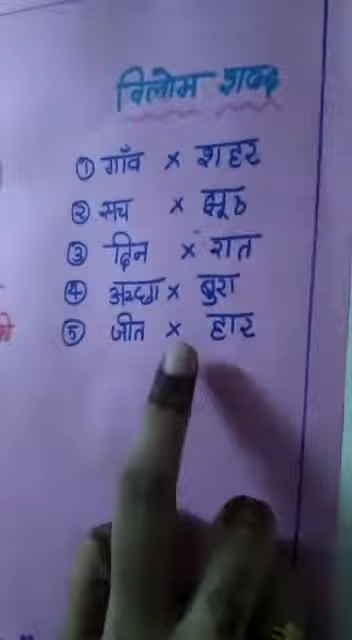 विलोम शब्द
① गाँव × शहर
② सच × झूठ
③ दिन × रात
④ अच्छा × बुरा
⑤ जीत × हार